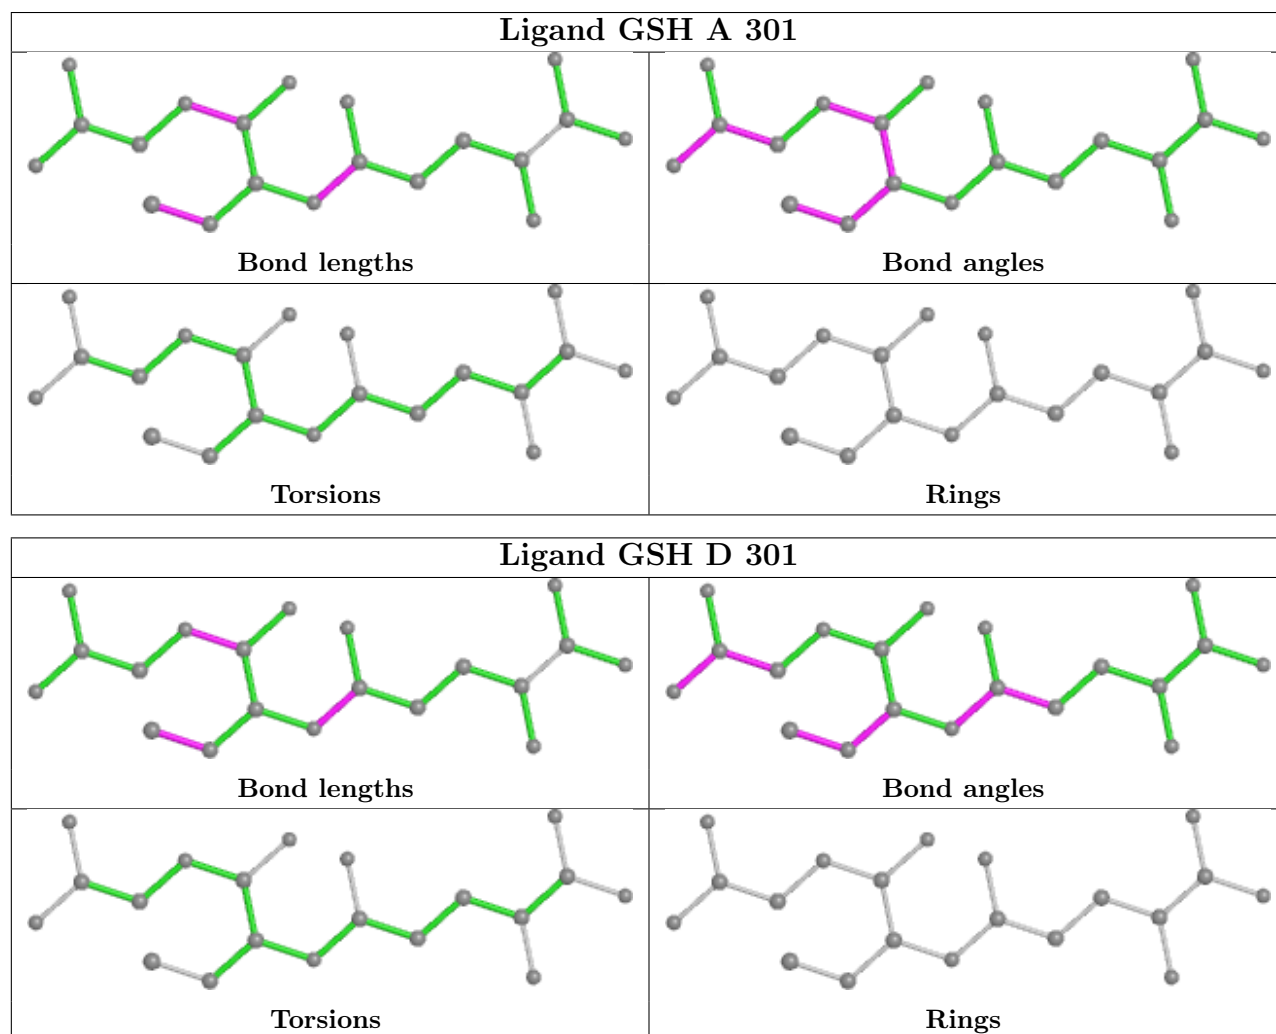 Ligand GSH A 301
Bond lengths
Bond angles
Torsions
Rings
Ligand GSH D 301
Bond lengths
Bond angles
Torsions
Rings